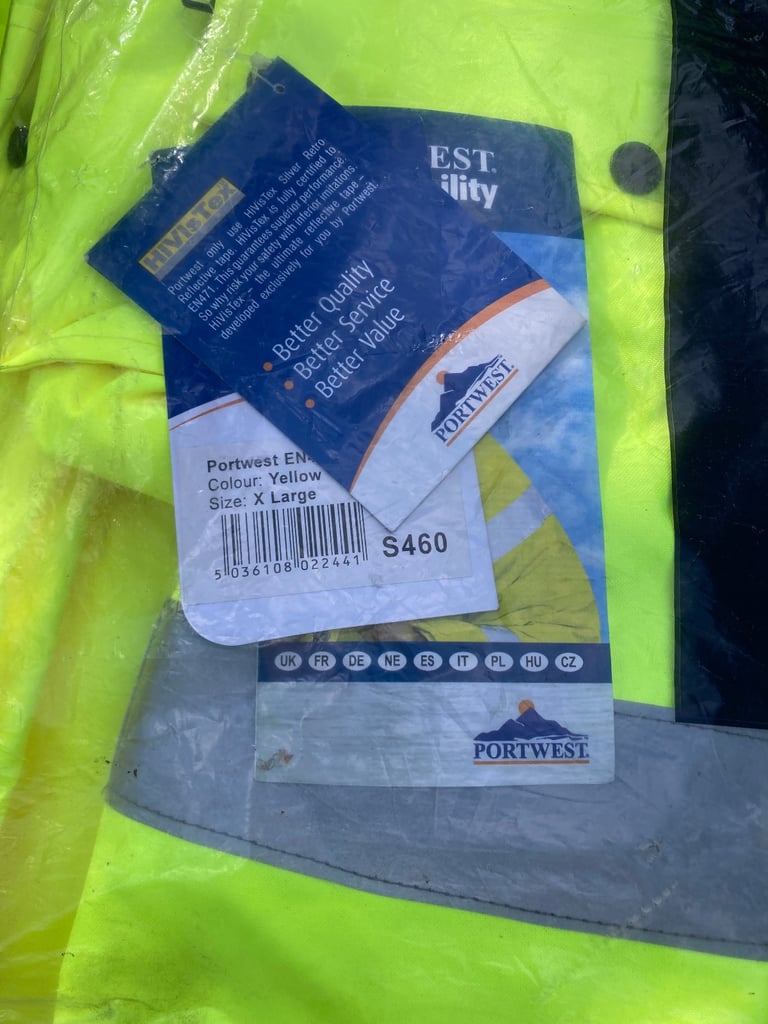 HiVisTex
Portwest only use HiVisTex Silver Retro
Reflective tape. HiVisTex is fully certified to
EN471. This guarantees superior performance.
So why risk your safety with inferior imitations.
HiVisTex - the ultimate reflective tape -
developed exclusively for you by Portwest.
• Better Quality
• Better Service
• Better Value
PORTWEST.
EST.
ility
Portwest EN4
Colour: Yellow
Size: X Large
5 036108 022441
S460
UK FR DE NE ES IT PL HU CZ
PORTWEST.